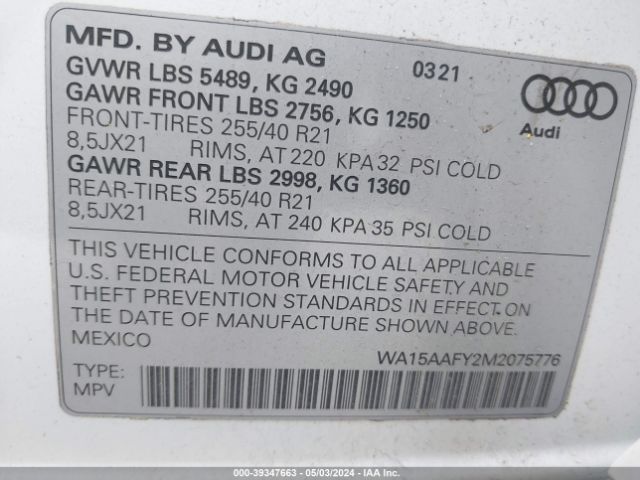 MFD. BY AUDI AG 0321
GVWR LBS 5489, KG 2490
GAWR FRONT LBS 2756, KG 1250
Audi
FRONT-TIRES 255/40 R21
8,5JX21 RIMS, AT 220 KPA 32 PSI COLD
GAWR REAR LBS 2998, KG 1360
REAR-TIRES 255/40 R21
8,5JX21 RIMS, AT 240 KPA 35 PSI COLD
THIS VEHICLE CONFORMS TO ALL APPLICABLE
U.S. FEDERAL MOTOR VEHICLE SAFETY AND
THEFT PREVENTION STANDARDS IN EFFECT ON
THE DATE OF MANUFACTURE SHOWN ABOVE.
MEXICO
WA15AAFY2M2075776
TYPE:
MPV
000-39347663 - 05/03/2024 - IAA Inc.